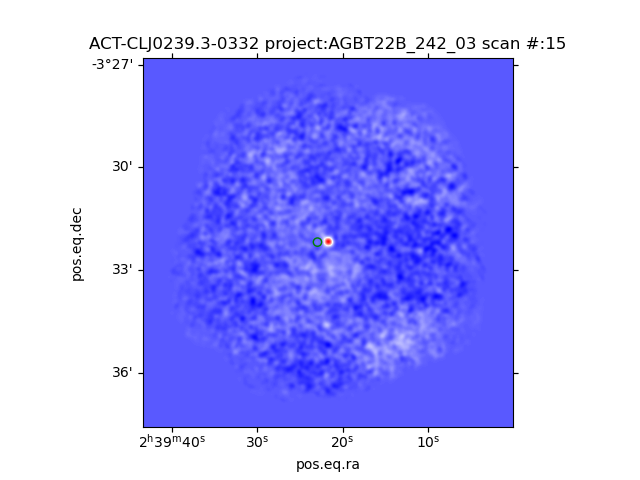 ACT-CLJ0239.3-0332 project:AGBT22B_242_03 scan #:15
-3°27'
30'
33'
36'
pos.eq.dec
2ʰ39ᵐ40ˢ 30ˢ 20ˢ 10ˢ
pos.eq.ra